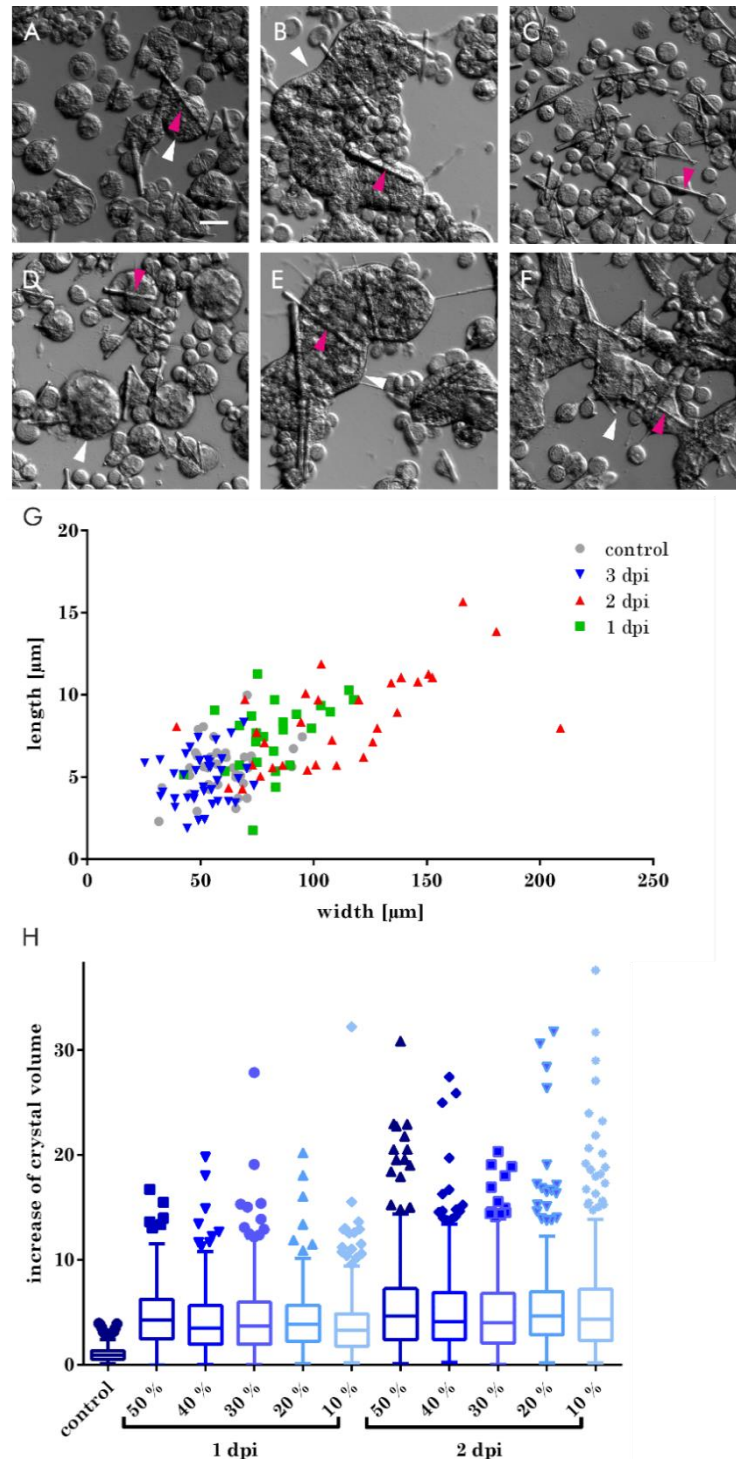 A B C
D E F
G
20
15
10
5
0
length [µm]
control
3 dpi
2 dpi
1 dpi
0 50 100 150 200 250
width [µm]
H
30
20
10
0
increase of crystal volume
control 50 % 40 % 30 % 20 % 10 % 50 % 40 % 30 % 20 % 10 %
1 dpi 2 dpi